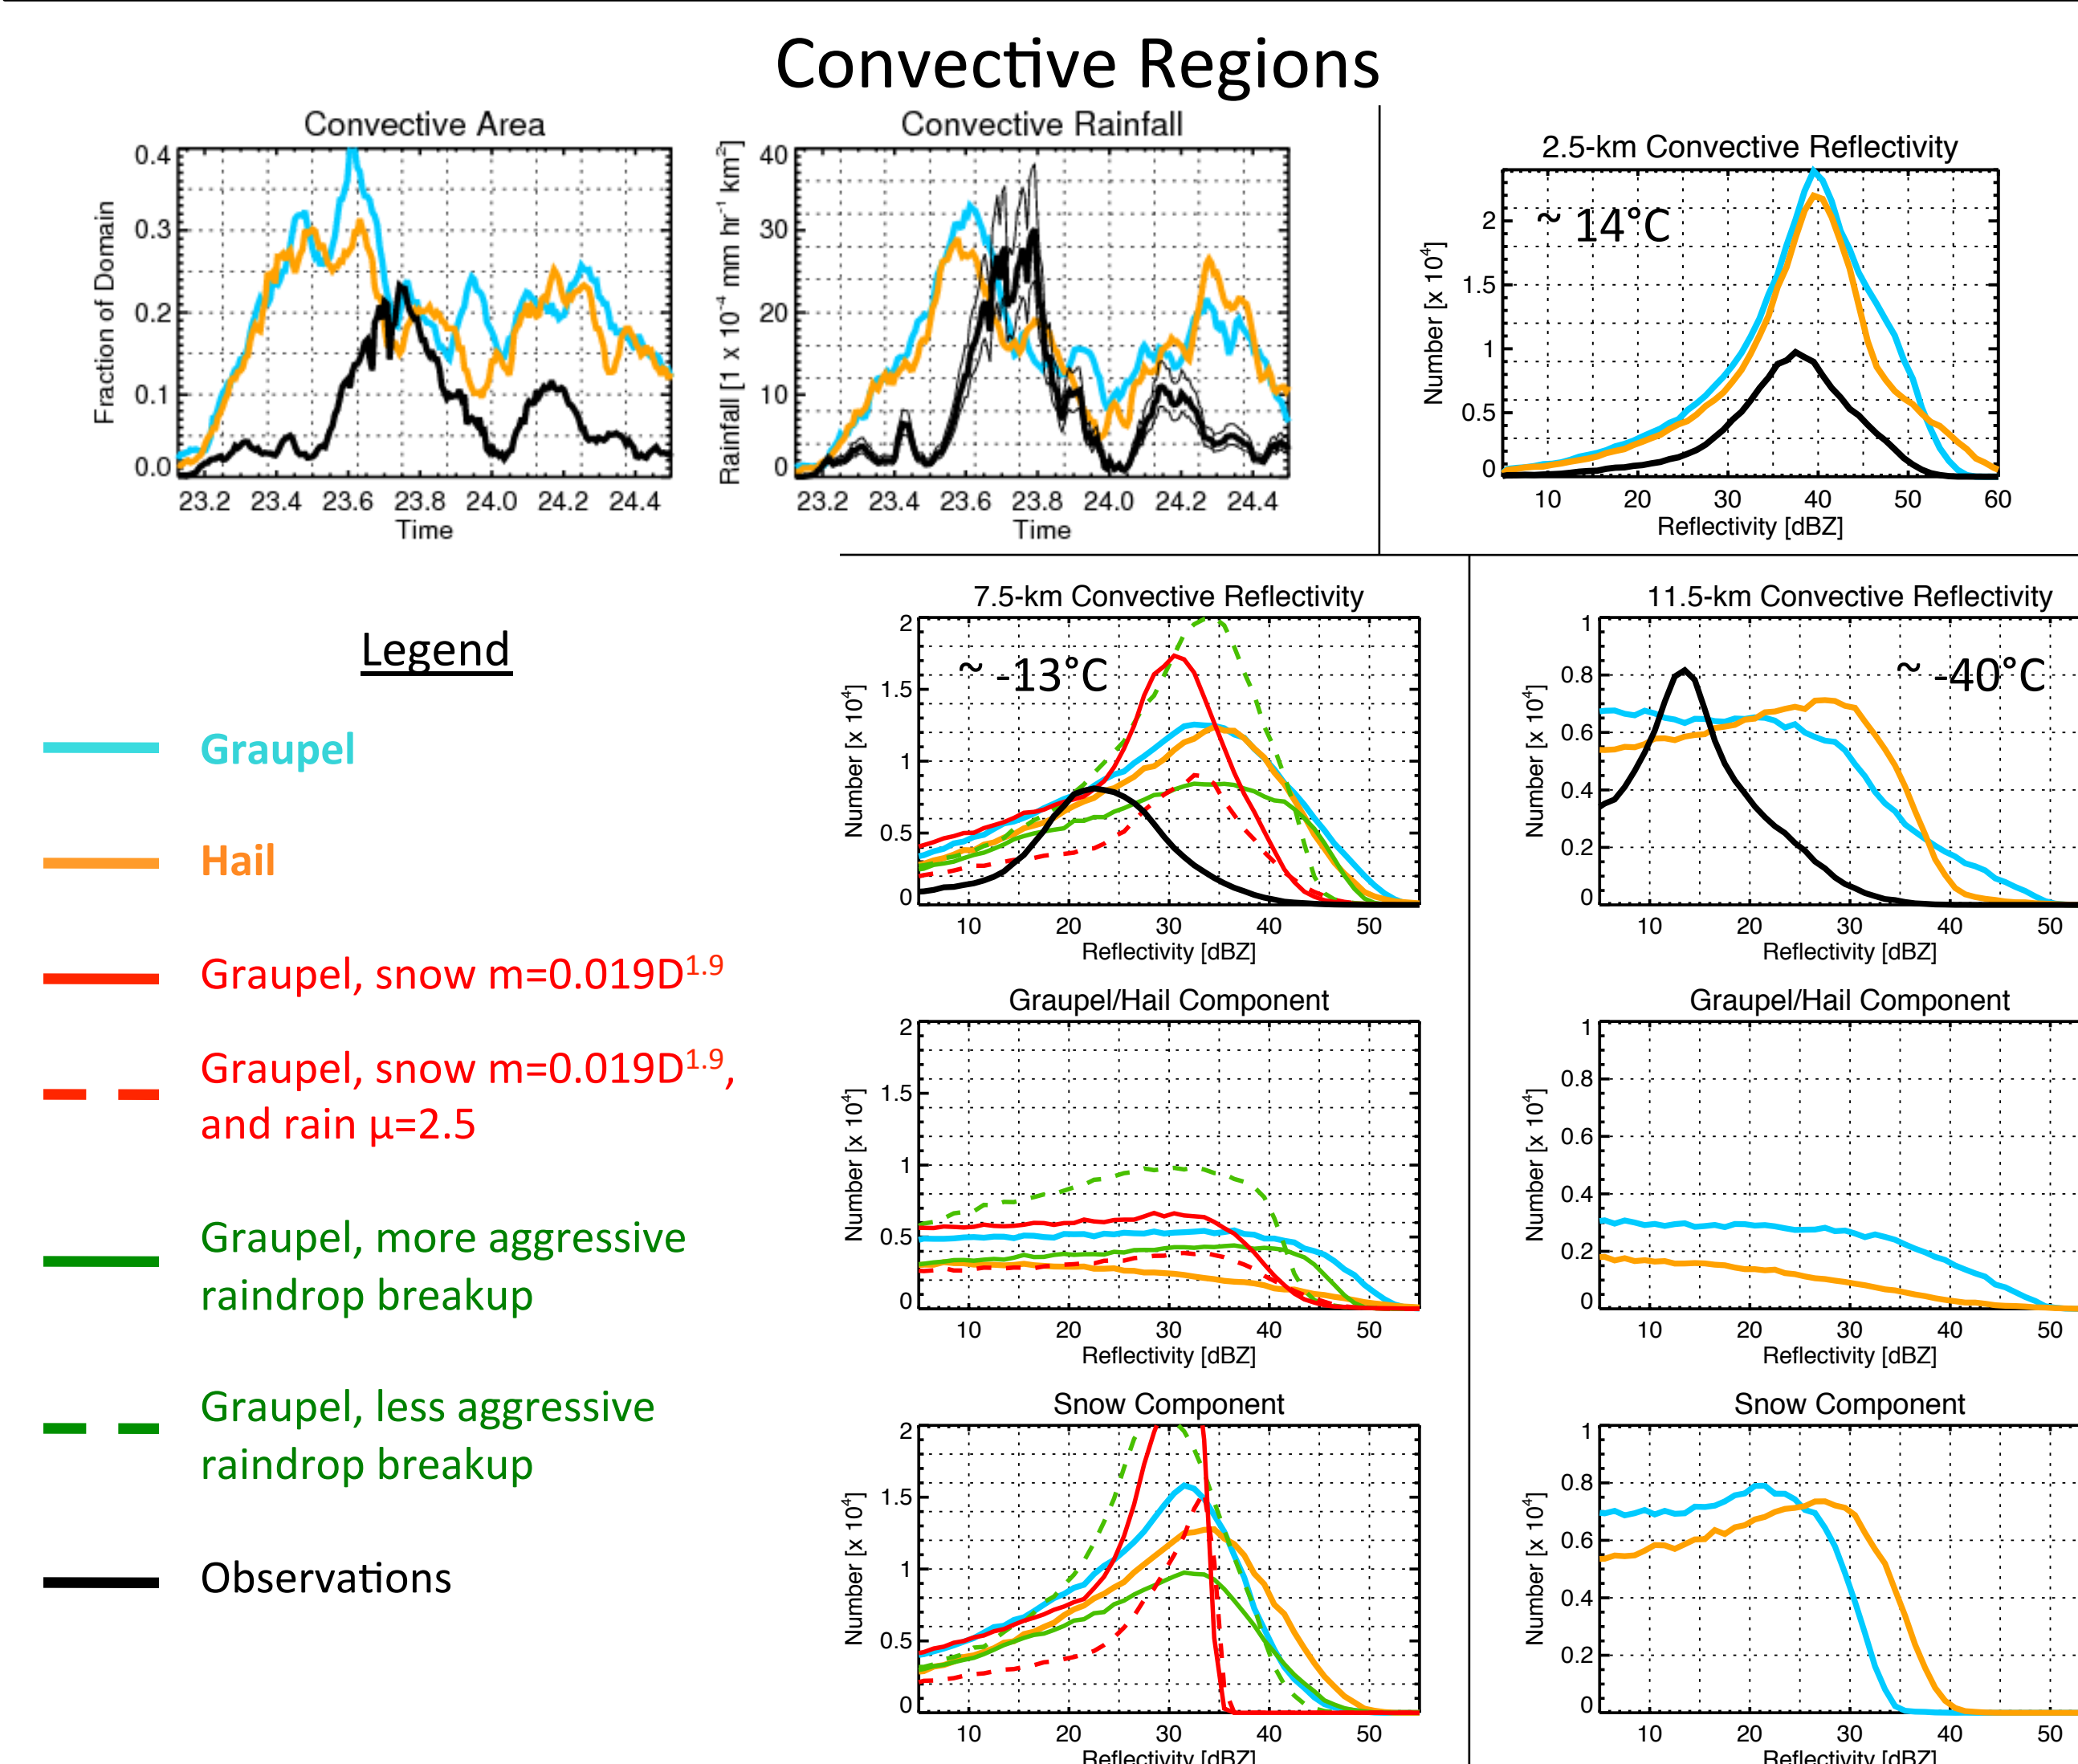 Convective Regions
Convective Area
0.4
0.3
0.2
0.1
0.0
Fraction of Domain
23.2 23.4 23.6 23.8 24.0 24.2 24.4
Time
Convective Rainfall
40
30
20
10
0
Rainfall [1 x 10⁻⁴ mm hr⁻¹ km²]
23.2 23.4 23.6 23.8 24.0 24.2 24.4
Time
2.5-km Convective Reflectivity
~ 14°C
2
1.5
1
0.5
0
Number [x 10⁴]
10 20 30 40 50 60
Reflectivity [dBZ]
Legend
Graupel
Hail
Graupel, snow m=0.019D¹·⁹
Graupel, snow m=0.019D¹·⁹,
and rain µ=2.5
Graupel, more aggressive
raindrop breakup
Graupel, less aggressive
raindrop breakup
Observations
7.5-km Convective Reflectivity
~ -13°C
2
1.5
1
0.5
0
Number [x 10⁴]
10 20 30 40 50
Reflectivity [dBZ]
Graupel/Hail Component
2
1.5
1
0.5
0
Number [x 10⁴]
10 20 30 40 50
Reflectivity [dBZ]
Snow Component
2
1.5
1
0.5
0
Number [x 10⁴]
10 20 30 40 50
Reflectivity [dBZ]
11.5-km Convective Reflectivity
~ -40°C
1
0.8
0.6
0.4
0.2
0
Number [x 10⁴]
10 20 30 40 50
Reflectivity [dBZ]
Graupel/Hail Component
1
0.8
0.6
0.4
0.2
0
Number [x 10⁴]
10 20 30 40 50
Reflectivity [dBZ]
Snow Component
1
0.8
0.6
0.4
0.2
0
Number [x 10⁴]
10 20 30 40 50
Reflectivity [dBZ]